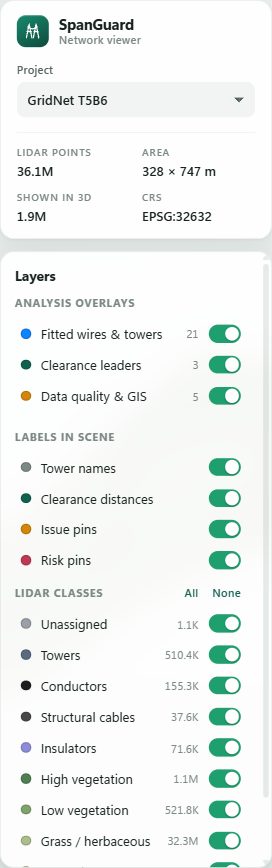 SpanGuard
Network viewer
Project
GridNet T5B6
LIDAR POINTS AREA
36.1M 328 × 747 m
SHOWN IN 3D CRS
1.9M EPSG:32632
Layers
ANALYSIS OVERLAYS
Fitted wires & towers 21
Clearance leaders 3
Data quality & GIS 5
LABELS IN SCENE
Tower names
Clearance distances
Issue pins
Risk pins
LIDAR CLASSES All None
Unassigned 1.1K
Towers 510.4K
Conductors 155.3K
Structural cables 37.6K
Insulators 71.6K
High vegetation 1.1M
Low vegetation 521.8K
Grass / herbaceous 32.3M